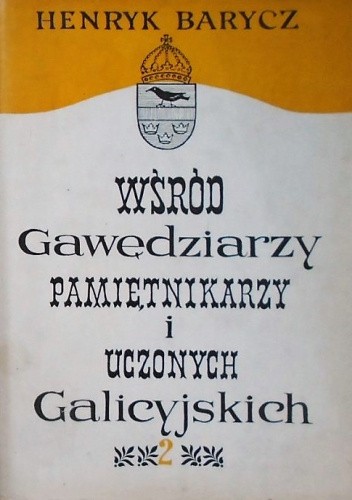 HENRYK BARYCZ
WŚRÓD
Gawędziarzy
PAMIĘTNIKARZY
i
UCZONYCH
Galicyjskich
2